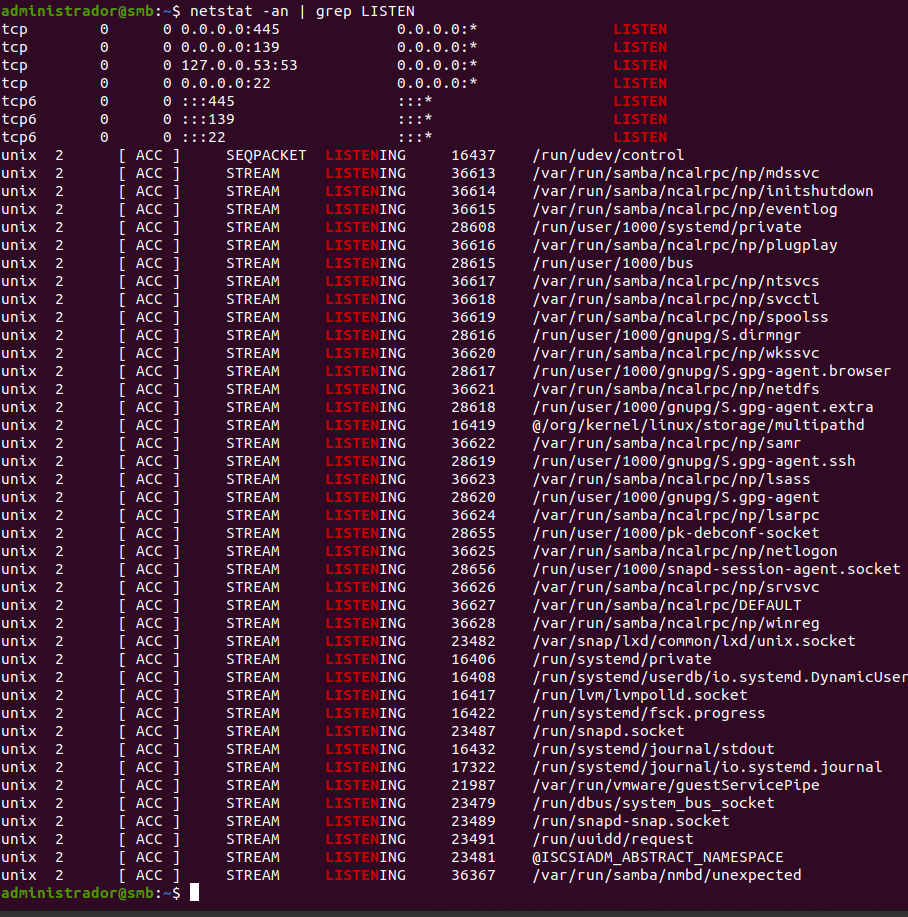 administrador@smb:~$ netstat -an | grep LISTEN
tcp        0      0 0.0.0.0:445             0.0.0.0:*               LISTEN
tcp        0      0 0.0.0.0:139             0.0.0.0:*               LISTEN
tcp        0      0 127.0.0.53:53           0.0.0.0:*               LISTEN
tcp        0      0 0.0.0.0:22              0.0.0.0:*               LISTEN
tcp6       0      0 :::445                  :::*                    LISTEN
tcp6       0      0 :::139                  :::*                    LISTEN
tcp6       0      0 :::22                   :::*                    LISTEN
unix  2      [ ACC ]     SEQPACKET  LISTENING     16437    /run/udev/control
unix  2      [ ACC ]     STREAM     LISTENING     36613    /var/run/samba/ncalrpc/np/mdssvc
unix  2      [ ACC ]     STREAM     LISTENING     36614    /var/run/samba/ncalrpc/np/initshutdown
unix  2      [ ACC ]     STREAM     LISTENING     36615    /var/run/samba/ncalrpc/np/eventlog
unix  2      [ ACC ]     STREAM     LISTENING     28608    /run/user/1000/systemd/private
unix  2      [ ACC ]     STREAM     LISTENING     36616    /var/run/samba/ncalrpc/np/plugplay
unix  2      [ ACC ]     STREAM     LISTENING     28615    /run/user/1000/bus
unix  2      [ ACC ]     STREAM     LISTENING     36617    /var/run/samba/ncalrpc/np/ntsvcs
unix  2      [ ACC ]     STREAM     LISTENING     36618    /var/run/samba/ncalrpc/np/svcctl
unix  2      [ ACC ]     STREAM     LISTENING     36619    /var/run/samba/ncalrpc/np/spoolss
unix  2      [ ACC ]     STREAM     LISTENING     28616    /run/user/1000/gnupg/S.dirmngr
unix  2      [ ACC ]     STREAM     LISTENING     36620    /var/run/samba/ncalrpc/np/wkssvc
unix  2      [ ACC ]     STREAM     LISTENING     28617    /run/user/1000/gnupg/S.gpg-agent.browser
unix  2      [ ACC ]     STREAM     LISTENING     36621    /var/run/samba/ncalrpc/np/netdfs
unix  2      [ ACC ]     STREAM     LISTENING     28618    /run/user/1000/gnupg/S.gpg-agent.extra
unix  2      [ ACC ]     STREAM     LISTENING     16419    @/org/kernel/linux/storage/multipathd
unix  2      [ ACC ]     STREAM     LISTENING     36622    /var/run/samba/ncalrpc/np/samr
unix  2      [ ACC ]     STREAM     LISTENING     28619    /run/user/1000/gnupg/S.gpg-agent.ssh
unix  2      [ ACC ]     STREAM     LISTENING     36623    /var/run/samba/ncalrpc/np/lsass
unix  2      [ ACC ]     STREAM     LISTENING     28620    /run/user/1000/gnupg/S.gpg-agent
unix  2      [ ACC ]     STREAM     LISTENING     36624    /var/run/samba/ncalrpc/np/lsarpc
unix  2      [ ACC ]     STREAM     LISTENING     28655    /run/user/1000/pk-debconf-socket
unix  2      [ ACC ]     STREAM     LISTENING     36625    /var/run/samba/ncalrpc/np/netlogon
unix  2      [ ACC ]     STREAM     LISTENING     28656    /run/user/1000/snapd-session-agent.socket
unix  2      [ ACC ]     STREAM     LISTENING     36626    /var/run/samba/ncalrpc/np/srvsvc
unix  2      [ ACC ]     STREAM     LISTENING     36627    /var/run/samba/ncalrpc/DEFAULT
unix  2      [ ACC ]     STREAM     LISTENING     36628    /var/run/samba/ncalrpc/np/winreg
unix  2      [ ACC ]     STREAM     LISTENING     23482    /var/snap/lxd/common/lxd/unix.socket
unix  2      [ ACC ]     STREAM     LISTENING     16406    /run/systemd/private
unix  2      [ ACC ]     STREAM     LISTENING     16408    /run/systemd/userdb/io.systemd.DynamicUser
unix  2      [ ACC ]     STREAM     LISTENING     16417    /run/lvm/lvmpolld.socket
unix  2      [ ACC ]     STREAM     LISTENING     16422    /run/systemd/fsck.progress
unix  2      [ ACC ]     STREAM     LISTENING     23487    /run/snapd.socket
unix  2      [ ACC ]     STREAM     LISTENING     16432    /run/systemd/journal/stdout
unix  2      [ ACC ]     STREAM     LISTENING     17322    /run/systemd/journal/io.systemd.journal
unix  2      [ ACC ]     STREAM     LISTENING     21987    /var/run/vmware/guestServicePipe
unix  2      [ ACC ]     STREAM     LISTENING     23479    /run/dbus/system_bus_socket
unix  2      [ ACC ]     STREAM     LISTENING     23489    /run/snapd-snap.socket
unix  2      [ ACC ]     STREAM     LISTENING     23491    /run/uuidd/request
unix  2      [ ACC ]     STREAM     LISTENING     23481    @ISCSIADM_ABSTRACT_NAMESPACE
unix  2      [ ACC ]     STREAM     LISTENING     36367    /var/run/samba/nmbd/unexpected
administrador@smb:~$